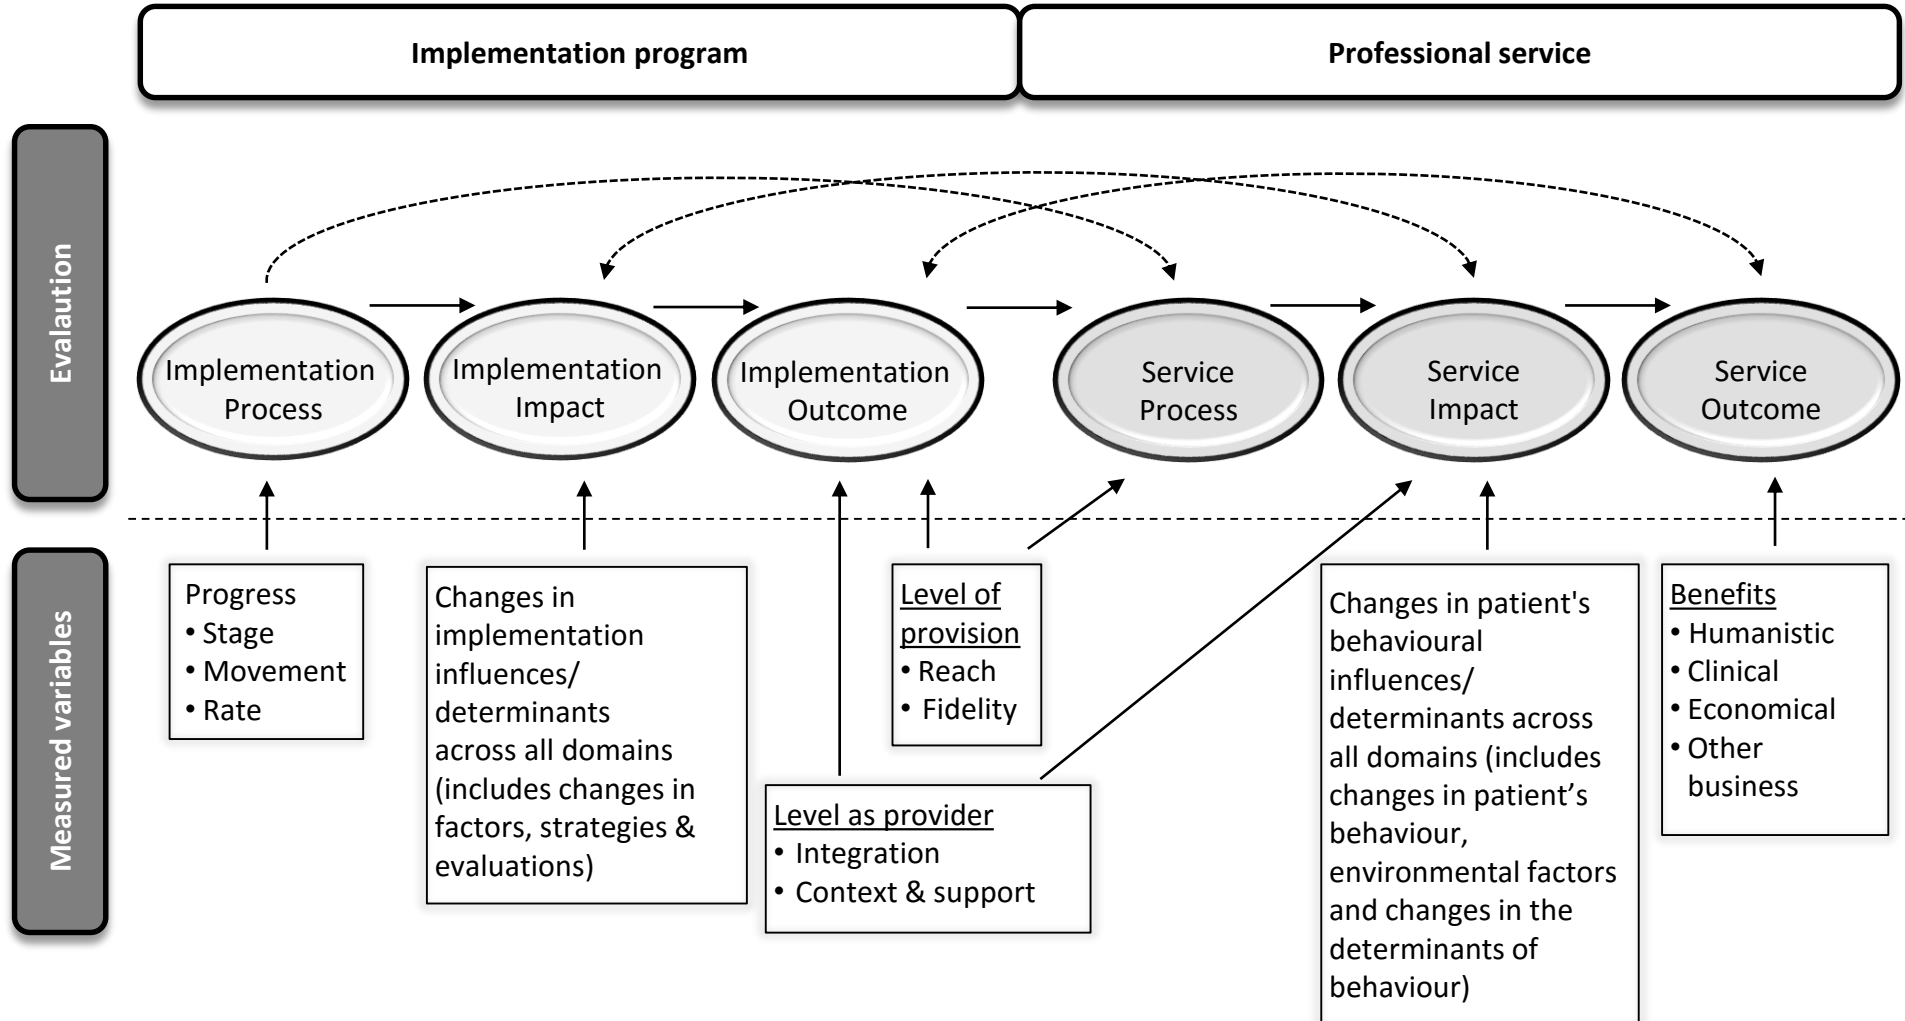 Implementation program
Professional service
Evalaution
Implementation
Process
Implementation
Impact
Implementation
Outcome
Service
Process
Service
Impact
Service
Outcome
Measured variables
Progress
• Stage
• Movement
• Rate
Changes in
implementation
influences/
determinants
across all domains
(includes changes in
factors, strategies &
evaluations)
Level as provider
• Integration
• Context & support
Level of
provision
• Reach
• Fidelity
Changes in patient's
behavioural
influences/
determinants across
all domains (includes
changes in patient’s
behaviour,
environmental factors
and changes in the
determinants of
behaviour)
Benefits
• Humanistic
• Clinical
• Economical
• Other
business